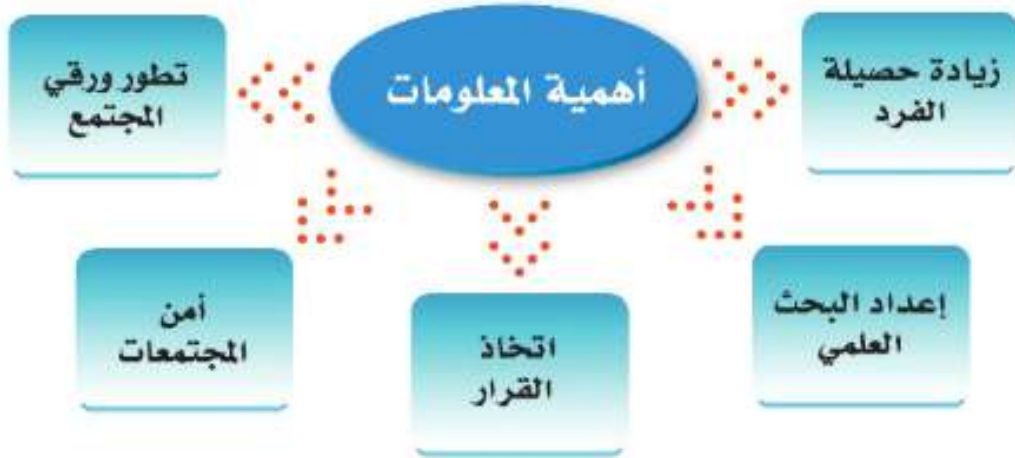 أهمية المعلومات
زيادة حصيلة
الفرد
تطور ورقي
المجتمع
إعداد البحث
العلمي
اتخاذ
القرار
أمن
المجتمعات